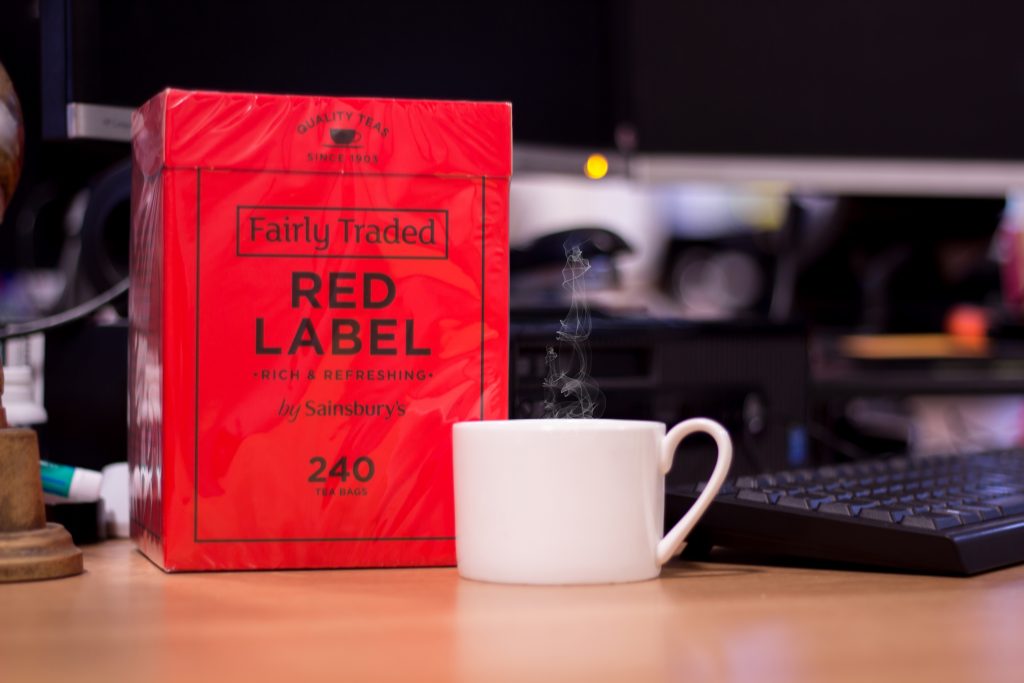 QUALITY TEAS
SINCE 1903
Fairly Traded
RED
LABEL
•RICH & REFRESHING•
by Sainsbury's
240
TEA BAGS